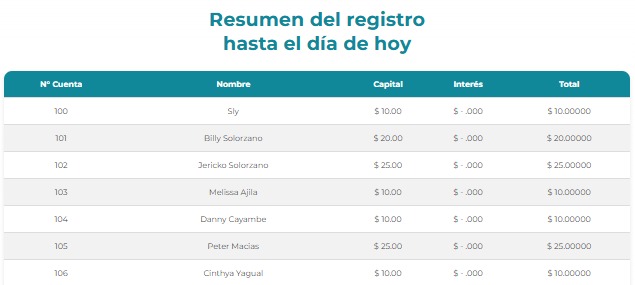 Resumen del registro
hasta el día de hoy
N° Cuenta Nombre Capital Interés Total
100 Sly $ 10.00 $ - .000 $ 10.00000
101 Billy Solorzano $ 20.00 $ - .000 $ 20.00000
102 Jericko Solorzano $ 25.00 $ - .000 $ 25.00000
103 Melissa Ajila $ 10.00 $ - .000 $ 10.00000
104 Danny Cayambe $ 10.00 $ - .000 $ 10.00000
105 Peter Macias $ 25.00 $ - .000 $ 25.00000
106 Cinthya Yagual $ 10.00 $ - .000 $ 10.00000